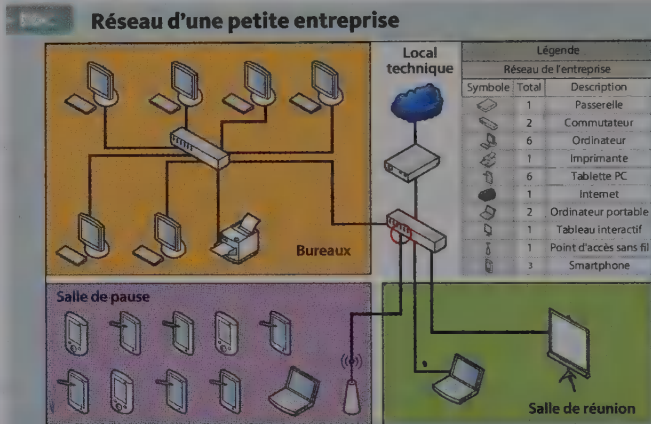 Réseau d'une petite entreprise
Local
technique
Légende
Réseau de l'entreprise
Symbole Total Description
1 Passerelle
2 Commutateur
6 Ordinateur
1 Imprimante
6 Tablette PC
1 Internet
2 Ordinateur portable
1 Tableau interactif
1 Point d'accès sans fil
3 Smartphone
Bureaux
Salle de pause
Salle de réunion